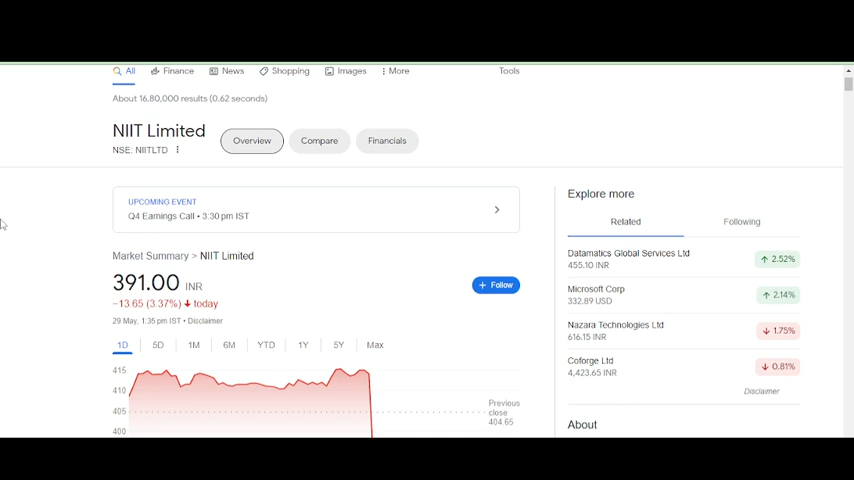 All
Finance
News
Shopping
Images
More
Tools
About 16,80,000 results (0.62 seconds)
NIIT Limited
NSE: NIITLTD
Overview
Compare
Financials
UPCOMING EVENT
Q4 Earnings Call • 3:30 pm IST
Market Summary > NIIT Limited
391.00 INR
−13.65 (3.37%) ↓ today
29 May, 1:35 pm IST • Disclaimer
+ Follow
1D
5D
1M
6M
YTD
1Y
5Y
Max
415
410
405
400
Previous
close
404.65
Explore more
Related
Following
Datamatics Global Services Ltd
455.10 INR
↑ 2.52%
Microsoft Corp
332.89 USD
↑ 2.14%
Nazara Technologies Ltd
616.15 INR
↓ 1.75%
Coforge Ltd
4,423.65 INR
↓ 0.81%
Disclaimer
About